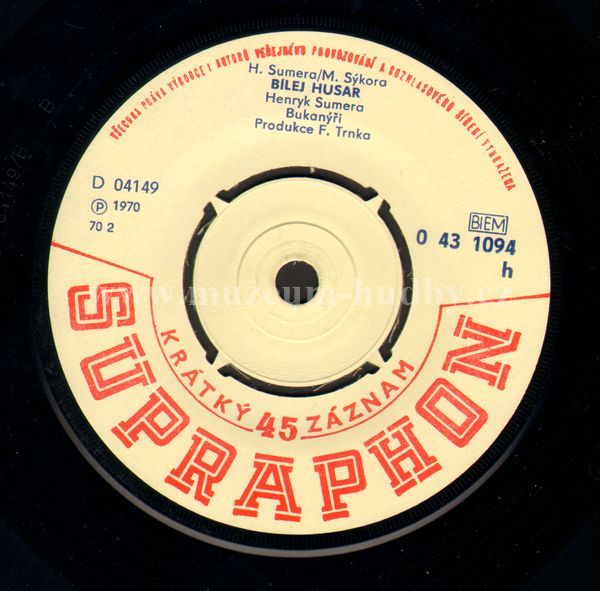 VŠECHNA PRÁVA VÝROBCE I AUTORŮ VEŘEJNÉHO PROVOZOVÁNÍ A ROZHLASOVÉHO ŠÍŘENÍ VYHRAZENA
H. Sumera/M. Sýkora
BÍLEJ HUSAR
Henryk Sumera
Bukanýři
Produkce F. Trnka
D 04149
Ⓟ 1970
70 2
BIEM
0 43 1094
h
www.muzeum-hudby.cz
KRÁTKÝ 45 ZÁZNAM
SUPRAPHON